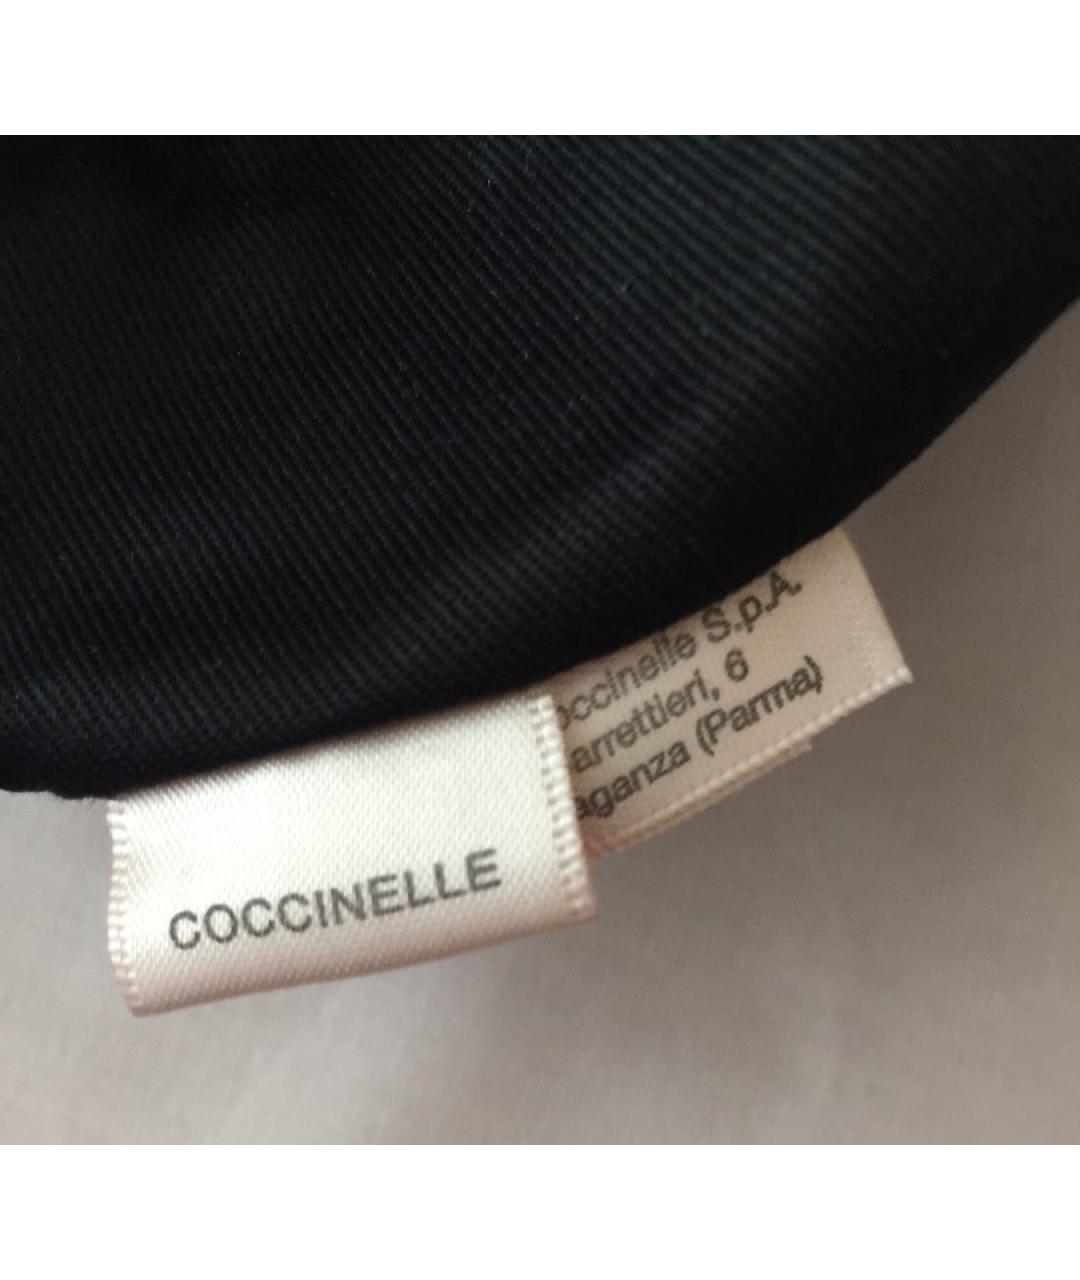 COCCINELLE
occinelle S.p.A.
arrettieri, 6
aganza (Parma)